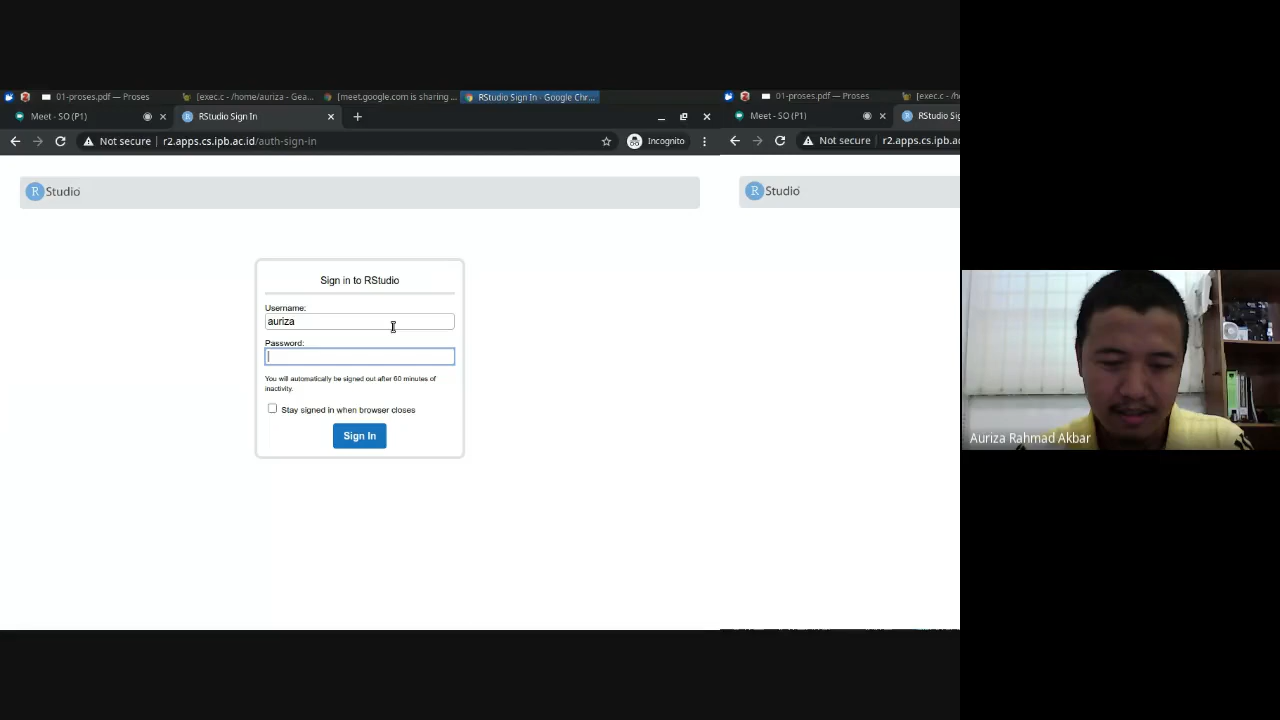 01-proses.pdf — Proses
[exec.c - /home/auriza - Gea...
[meet.google.com is sharing ...
RStudio Sign In - Google Chr...
01-proses.pdf — Proses
[exec.c - /h
Meet - SO (P1)
RStudio Sign In
Meet - SO (P1)
RStudio Sig
Not secure
r2.apps.cs.ipb.ac.id/auth-sign-in
Incognito
Not secure
r2.apps.cs.ipb.ac
R Studio
R Studio
Sign in to RStudio
Username:
auriza
Password:
You will automatically be signed out after 60 minutes of
inactivity.
Stay signed in when browser closes
Sign In
Auriza Rahmad Akbar